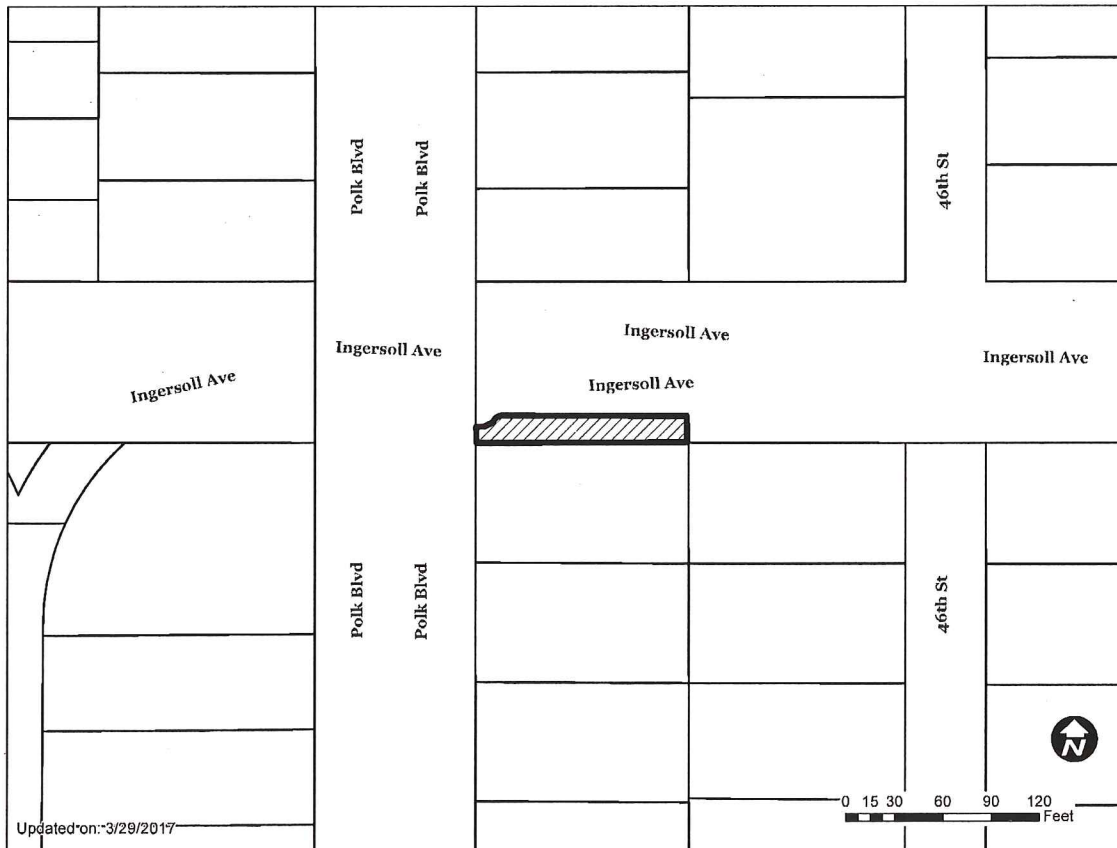 Polk Blvd
Polk Blvd
46th St
Ingersoll Ave
Ingersoll Ave
Ingersoll Ave
Ingersoll Ave
Ingersoll Ave
Polk Blvd
Polk Blvd
46th St
N
0 15 30 60 90 120
Feet
Updated on: 3/29/2017